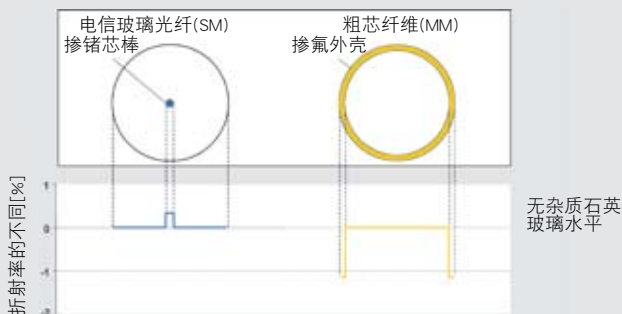 电信玻璃光纤(SM)
掺锗芯棒
粗芯纤维(MM)
掺氟外壳
折射率的不同[%]
1
0
-1
-2
无杂质石英
玻璃水平